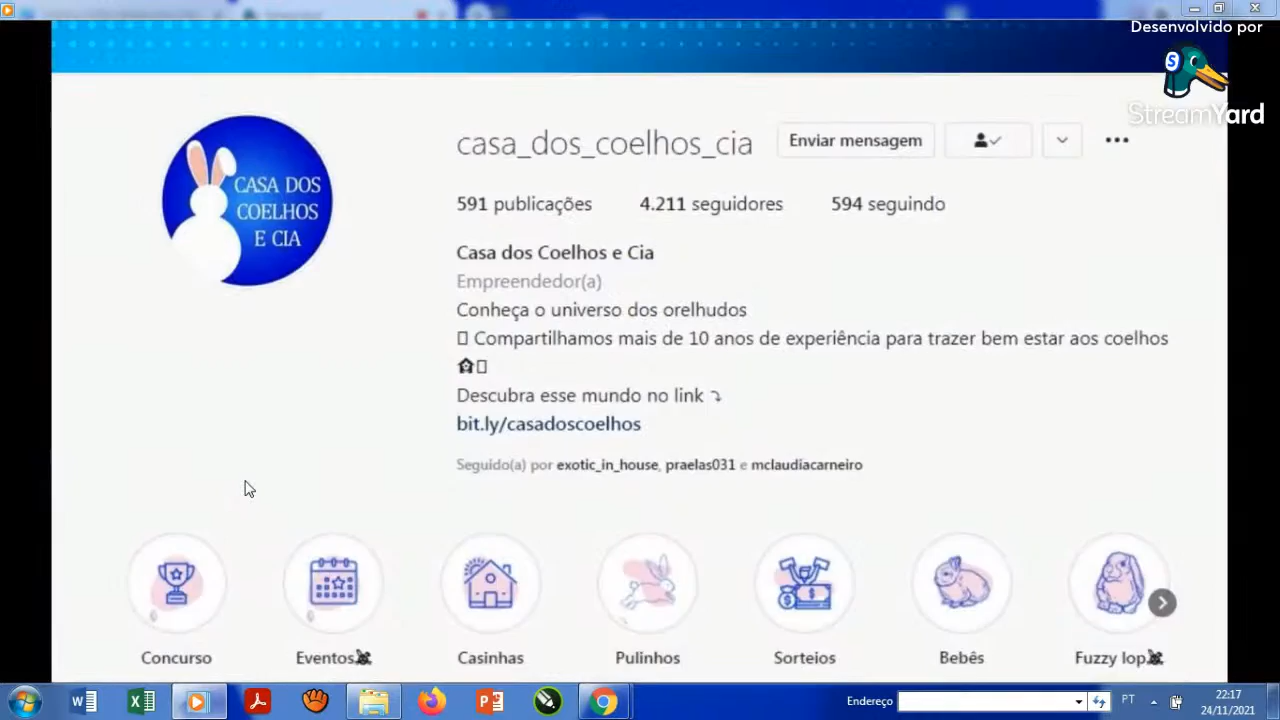 Desenvolvido por
StreamYard
CASA DOS
COELHOS
E CIA
casa_dos_coelhos_cia
Enviar mensagem
591 publicações 4.211 seguidores 594 seguindo
Casa dos Coelhos e Cia
Empreendedor(a)
Conheça o universo dos orelhudos
Compartilhamos mais de 10 anos de experiência para trazer bem estar aos coelhos
Descubra esse mundo no link ⤵
bit.ly/casadoscoelhos
Seguido(a) por exotic_in_house, praelas031 e mclaudiacarneiro
Concurso Eventos Casinhas Pulinhos Sorteios Bebês Fuzzy lop
Endereço PT 22:17
24/11/2021